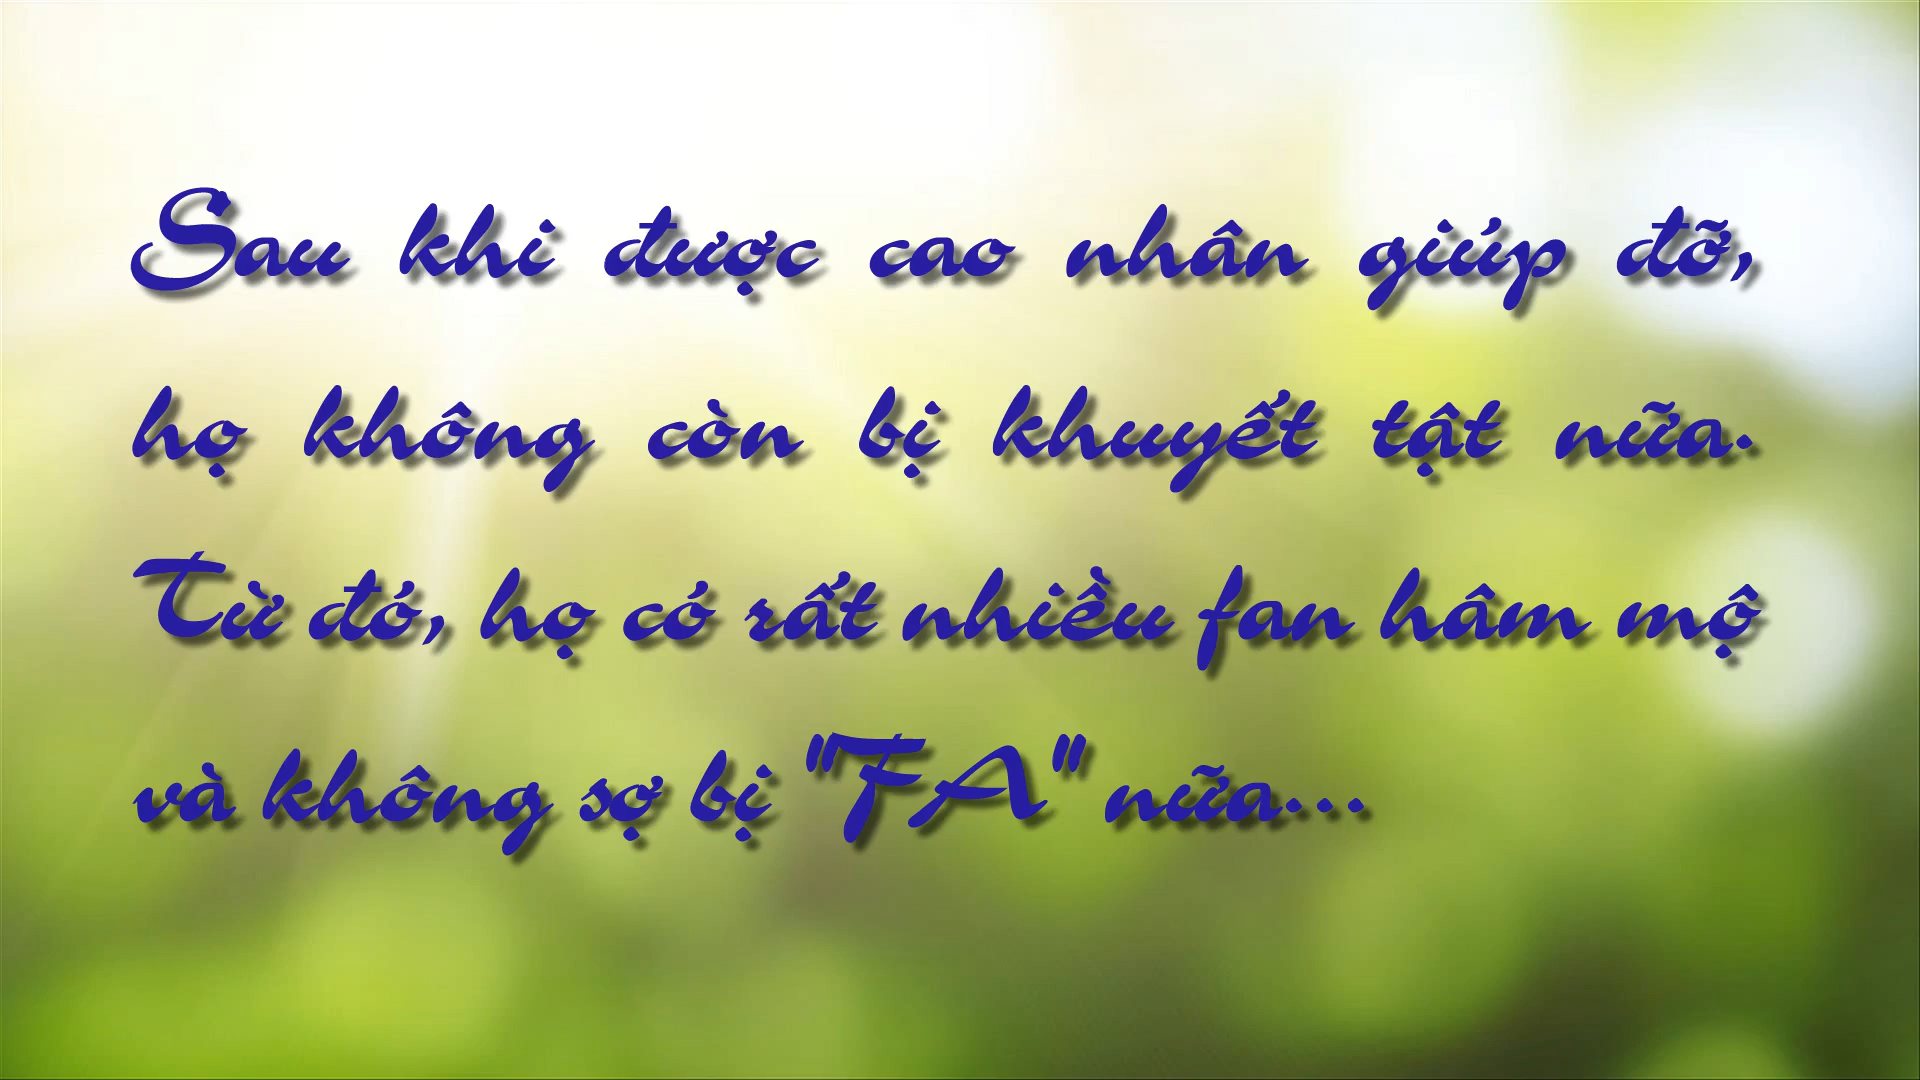 Sau khi được cao nhân giúp đỡ,
họ không còn bị khuyết tật nữa.
Từ đó, họ có rất nhiều fan hâm mộ
và không sợ bị "FA" nữa...